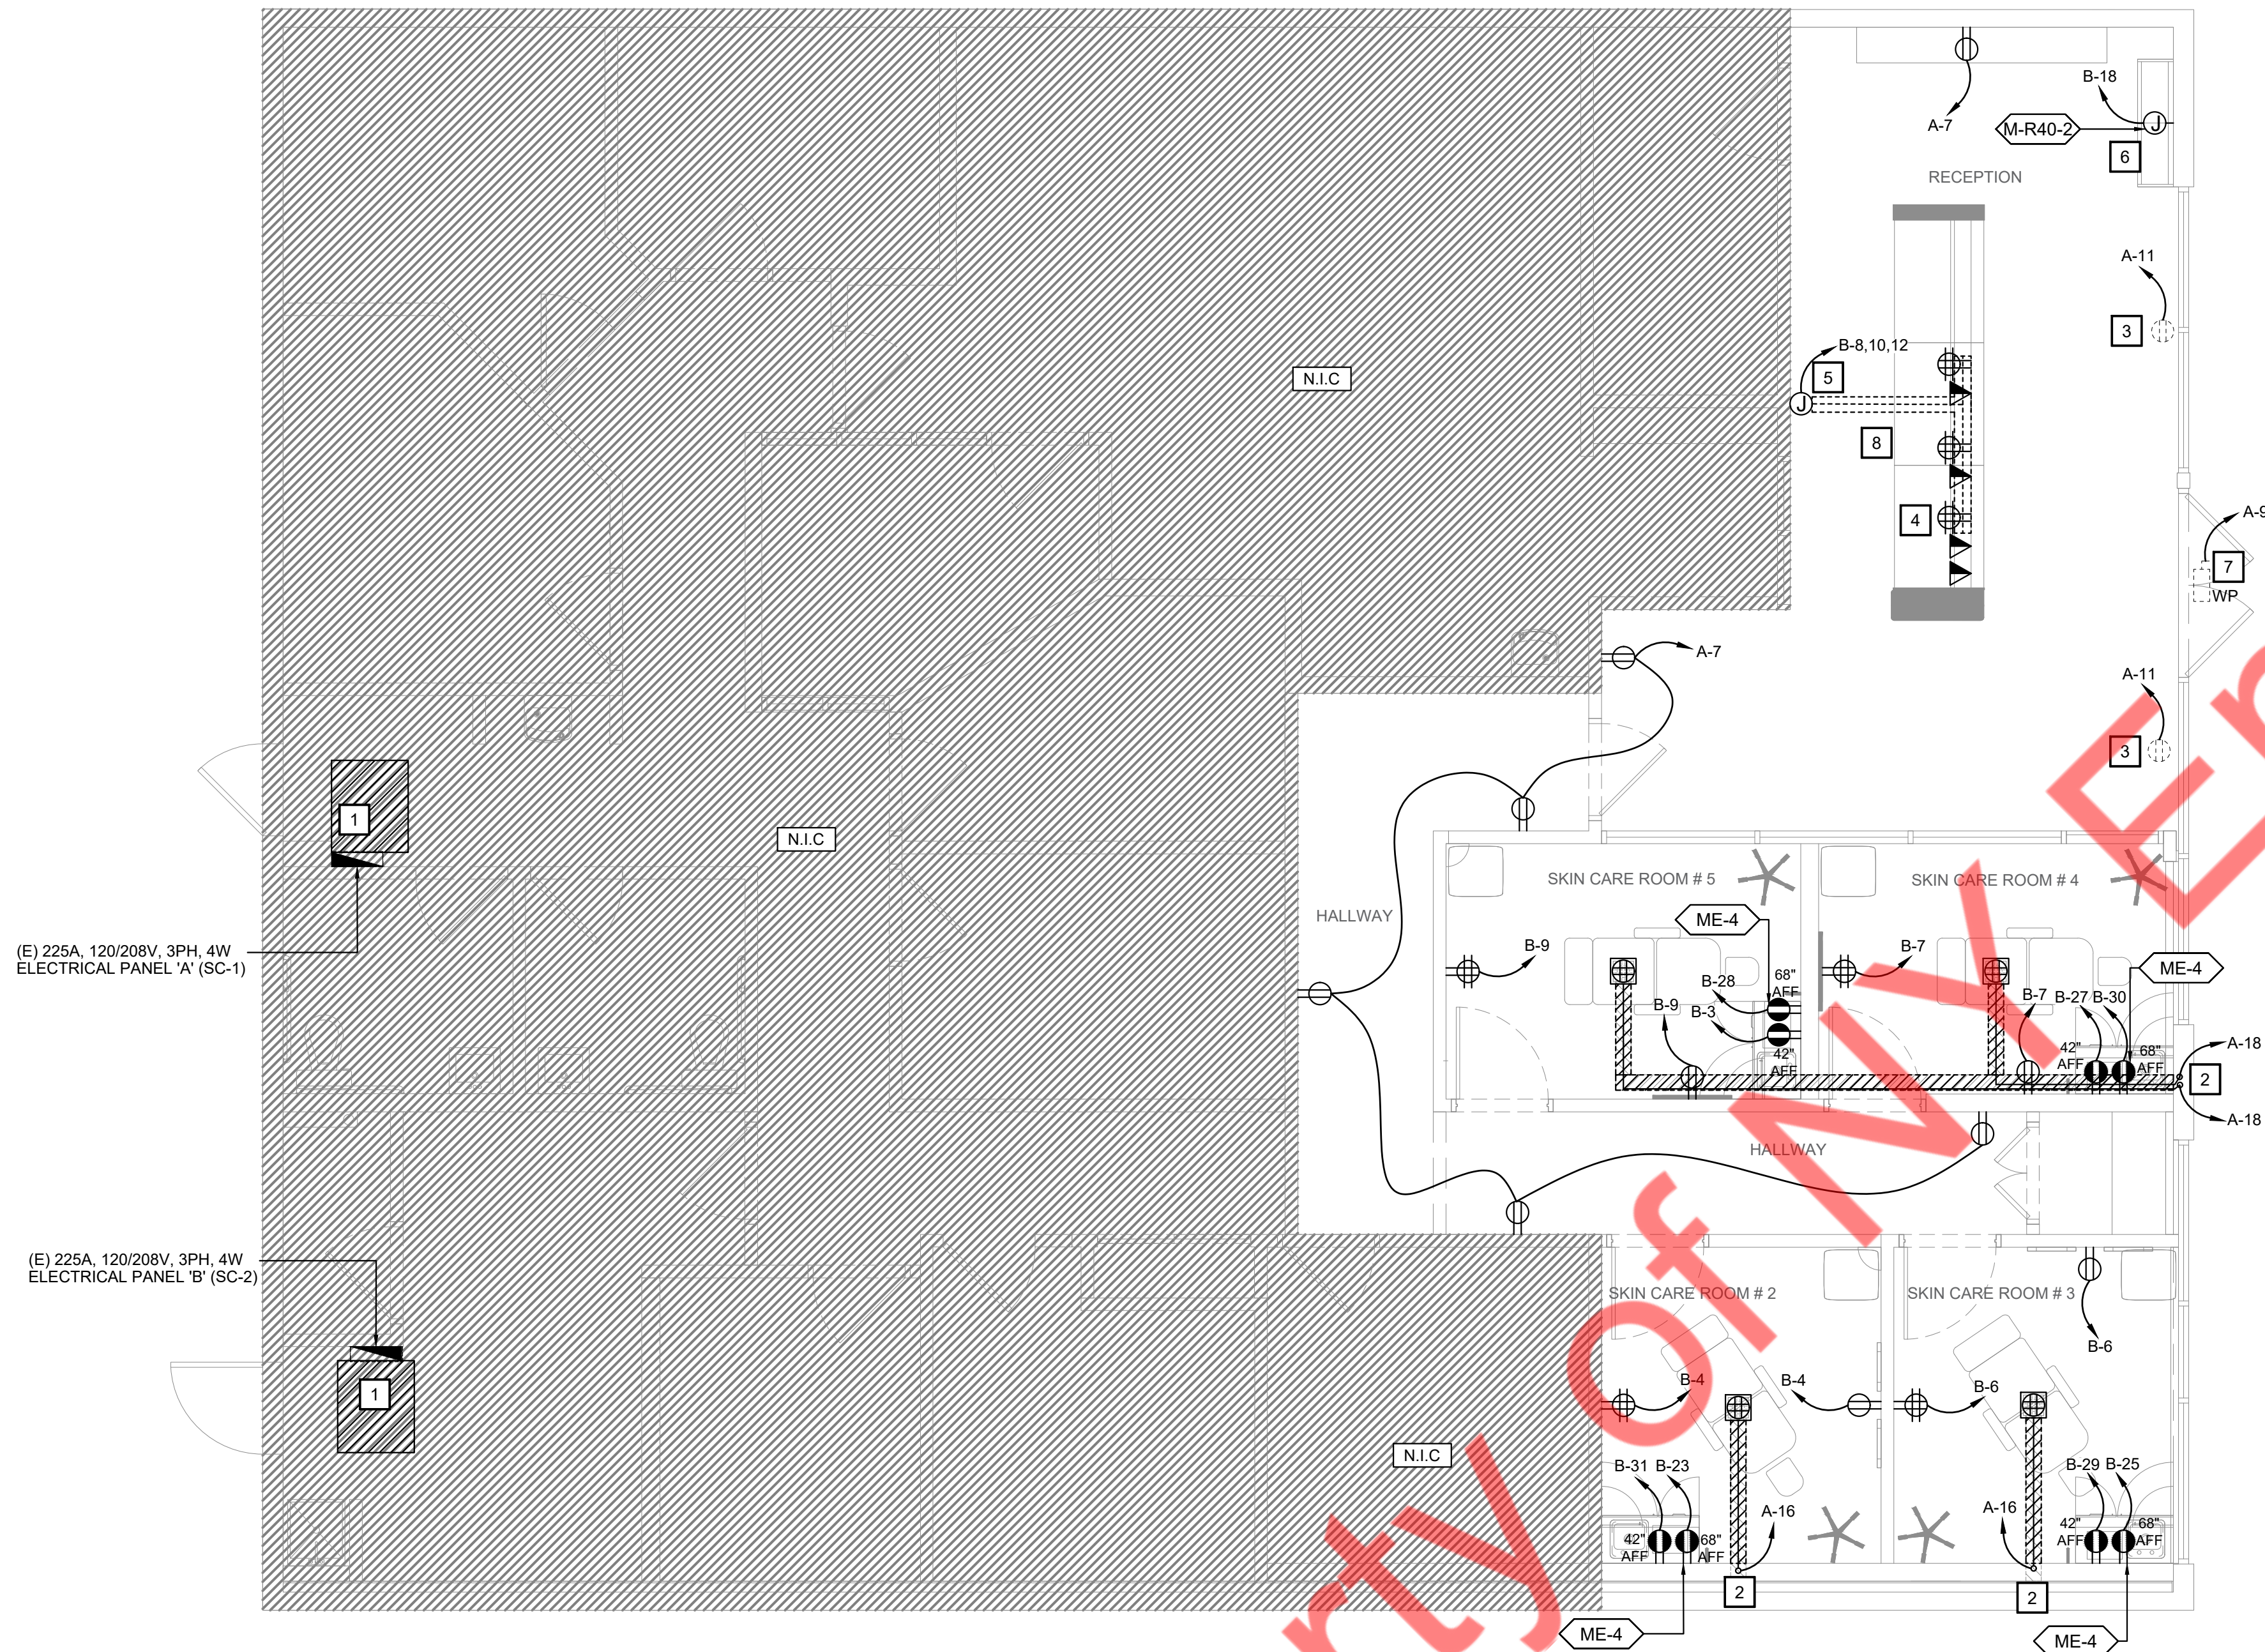 A-7
B-18
M-R40-2
J
6
RECEPTION
A-11
3
N.I.C
B-8,10,12
5
J
8
4
A-9
7
WP
A-7
A-11
3
1
N.I.C
(E) 225A, 120/208V, 3PH, 4W
ELECTRICAL PANEL 'A' (SC-1)
HALLWAY
SKIN CARE ROOM # 5
SKIN CARE ROOM # 4
ME-4
B-9
B-7
ME-4
68"
AFF
B-28
B-9
B-3
42"
AFF
B-7
B-27
B-30
42"
AFF
68"
AFF
A-18
2
A-18
HALLWAY
(E) 225A, 120/208V, 3PH, 4W
ELECTRICAL PANEL 'B' (SC-2)
1
SKIN CARE ROOM # 2
SKIN CARE ROOM # 3
B-6
B-4
B-4
B-6
N.I.C
B-31
B-23
42"
AFF
68"
AFF
A-16
2
A-16
2
B-29
B-25
42"
AFF
68"
AFF
ME-4
ME-4
rty of NY En